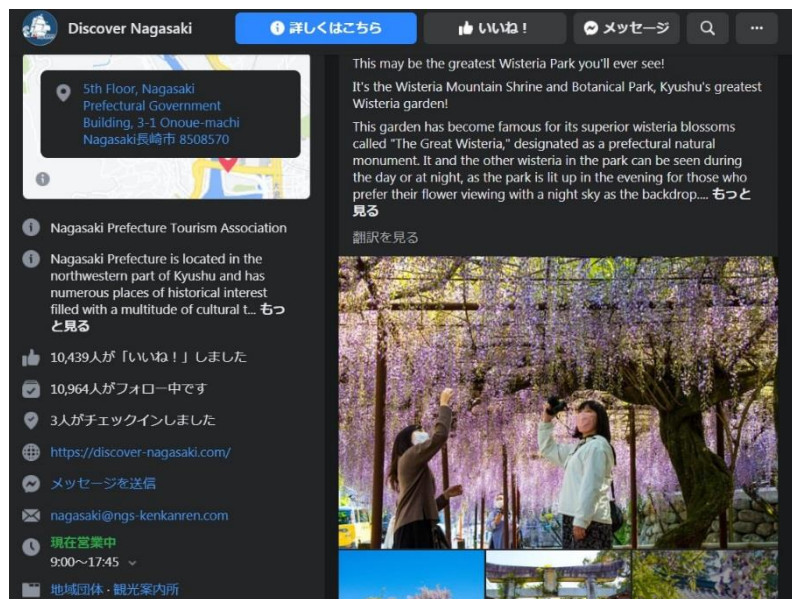 Discover Nagasaki
詳しくはこちら
いいね！
メッセージ
5th Floor, Nagasaki
Prefectural Government
Building, 3-1 Onoue-machi
Nagasaki長崎市 8508570
Nagasaki Prefecture Tourism Association
Nagasaki Prefecture is located in the
northwestern part of Kyushu and has
numerous places of historical interest
filled with a multitude of cultural t... もっ
と見る
10,439人が「いいね！」しました
10,964人がフォロー中です
3人がチェックインしました
https://discover-nagasaki.com/
メッセージを送信
nagasaki@ngs-kenkanren.com
現在営業中
9:00～17:45
地域団体 · 観光案内所
This may be the greatest Wisteria Park you'll ever see!
It's the Wisteria Mountain Shrine and Botanical Park, Kyushu's greatest
Wisteria garden!
This garden has become famous for its superior wisteria blossoms
called "The Great Wisteria," designated as a prefectural natural
monument. It and the other wisteria in the park can be seen during
the day or at night, as the park is lit up in the evening for those who
prefer their flower viewing with a night sky as the backdrop.... もっと
見る
翻訳を見る